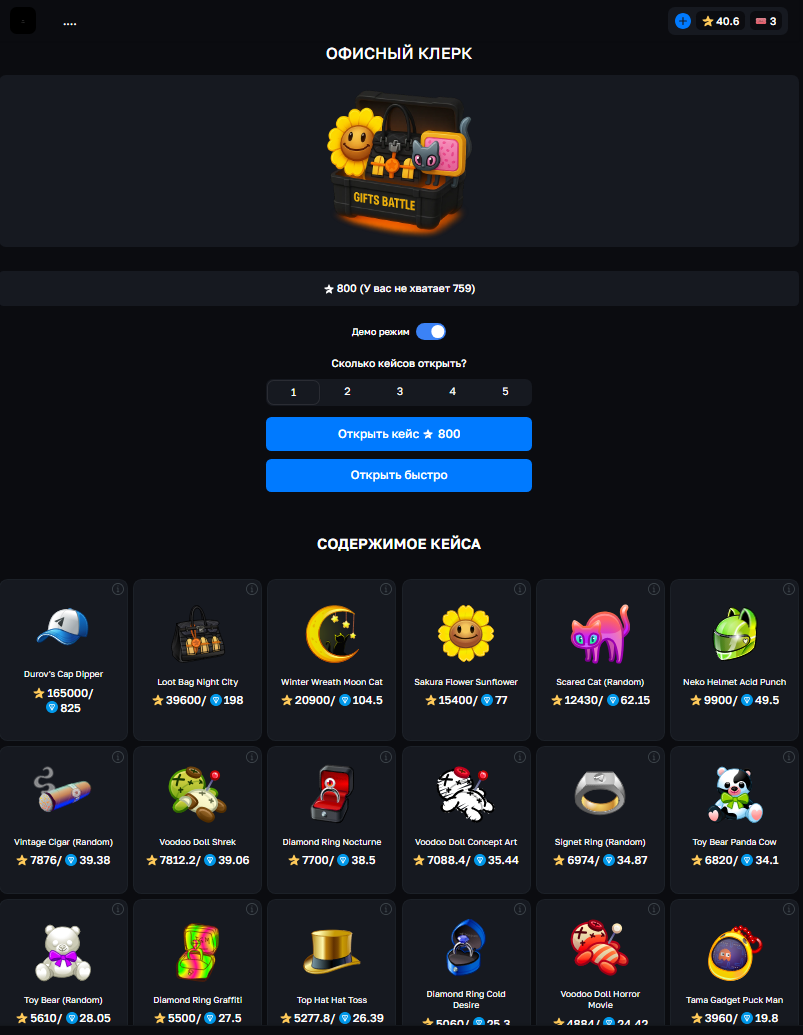 ....
40.6
3
ОФИСНЫЙ КЛЕРК
GIFTS BATTLE
800 (У вас не хватает 759)
Демо режим
Сколько кейсов открыть?
1 2 3 4 5
Открыть кейс 800
Открыть быстро
СОДЕРЖИМОЕ КЕЙСА
Durov's Cap Dipper
165000/
825
Loot Bag Night City
39600/ 198
Winter Wreath Moon Cat
20900/ 104.5
Sakura Flower Sunflower
15400/ 77
Scared Cat (Random)
12430/ 62.15
Neko Helmet Acid Punch
9900/ 49.5
Vintage Cigar (Random)
7876/ 39.38
Voodoo Doll Shrek
7812.2/ 39.06
Diamond Ring Nocturne
7700/ 38.5
Voodoo Doll Concept Art
7088.4/ 35.44
Signet Ring (Random)
6974/ 34.87
Toy Bear Panda Cow
6820/ 34.1
Toy Bear (Random)
5610/ 28.05
Diamond Ring Graffiti
5500/ 27.5
Top Hat Hat Toss
5277.8/ 26.39
Diamond Ring Cold
Desire
5060/ 25.3
Voodoo Doll Horror
Movie
4884/ 24.42
Tama Gadget Puck Man
3960/ 19.8